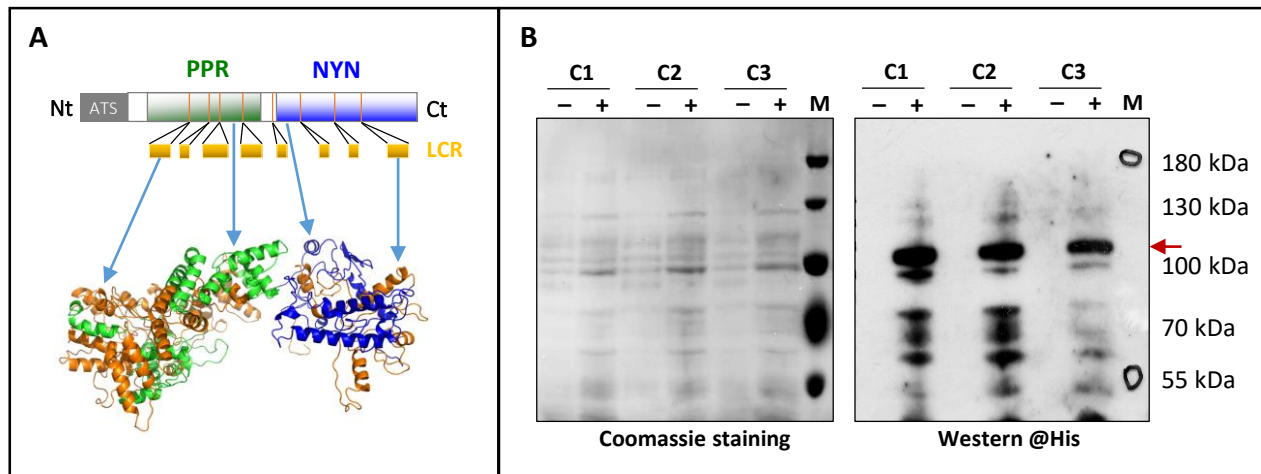 A
PPR NYN
Nt ATS Ct
LCR
B
C1 C2 C3
– + – + – + M
C1 C2 C3
– + – + – + M
180 kDa
130 kDa
100 kDa
70 kDa
55 kDa
Coomassie staining
Western @His